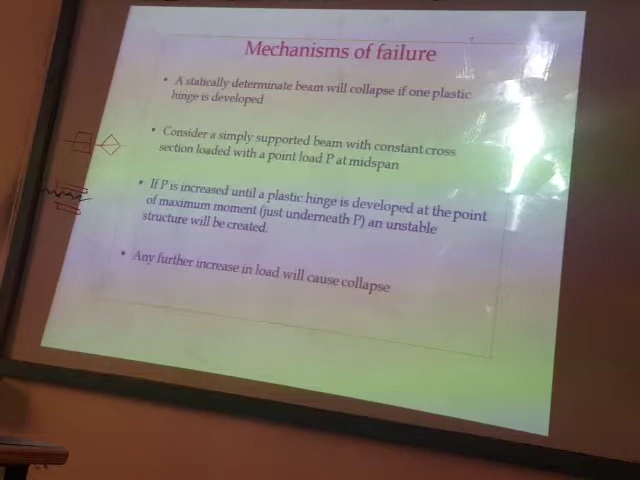 Mechanisms of failure
• A statically determinate beam will collapse if one plastic
hinge is developed
• Consider a simply supported beam with constant cross
section loaded with a point load P at midspan
• If P is increased until a plastic hinge is developed at the point
of maximum moment (just underneath P) an unstable
structure will be created.
• Any further increase in load will cause collapse